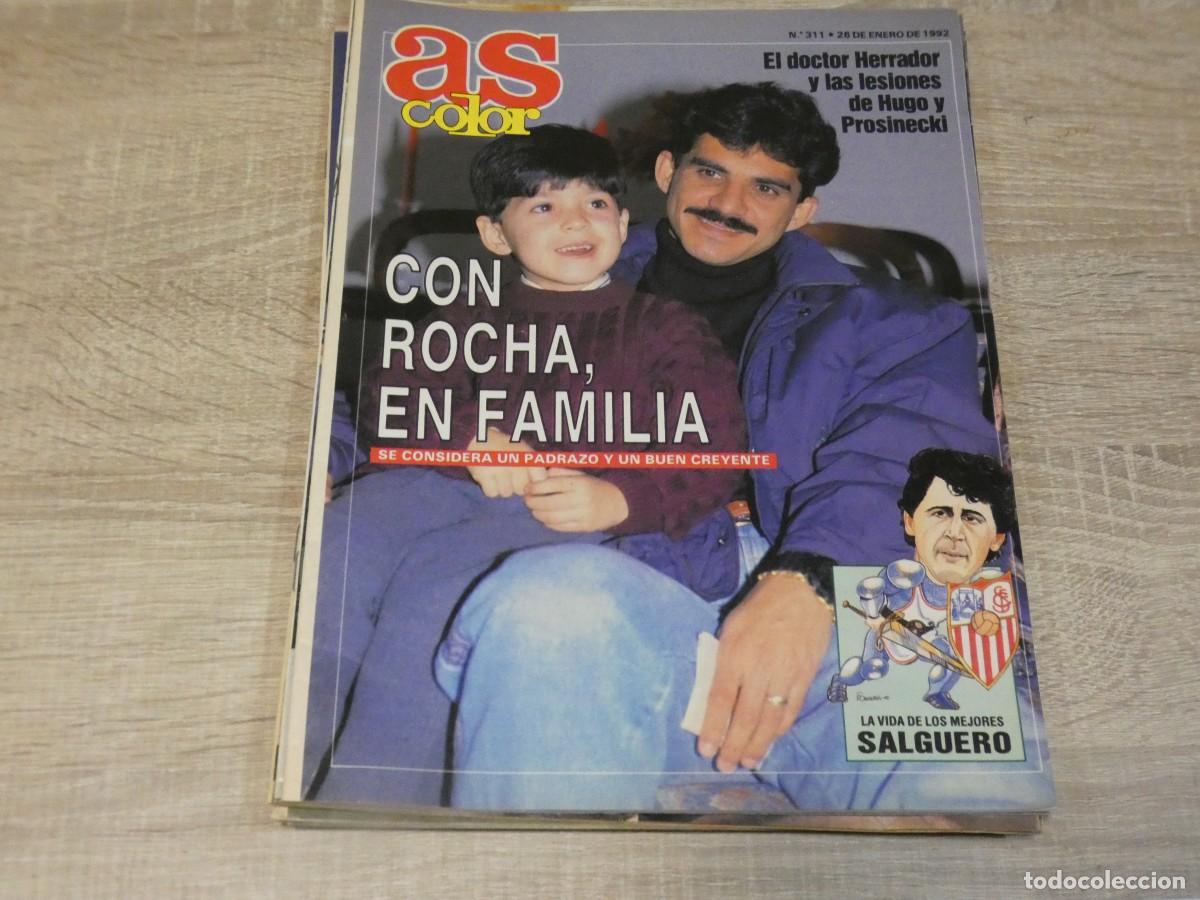 as
color
N.º 311 • 26 DE ENERO DE 1992
El doctor Herrador
y las lesiones
de Hugo y
Prosinecki
CON
ROCHA,
EN FAMILIA
SE CONSIDERA UN PADRAZO Y UN BUEN CREYENTE
LA VIDA DE LOS MEJORES
SALGUERO
todocoleccion